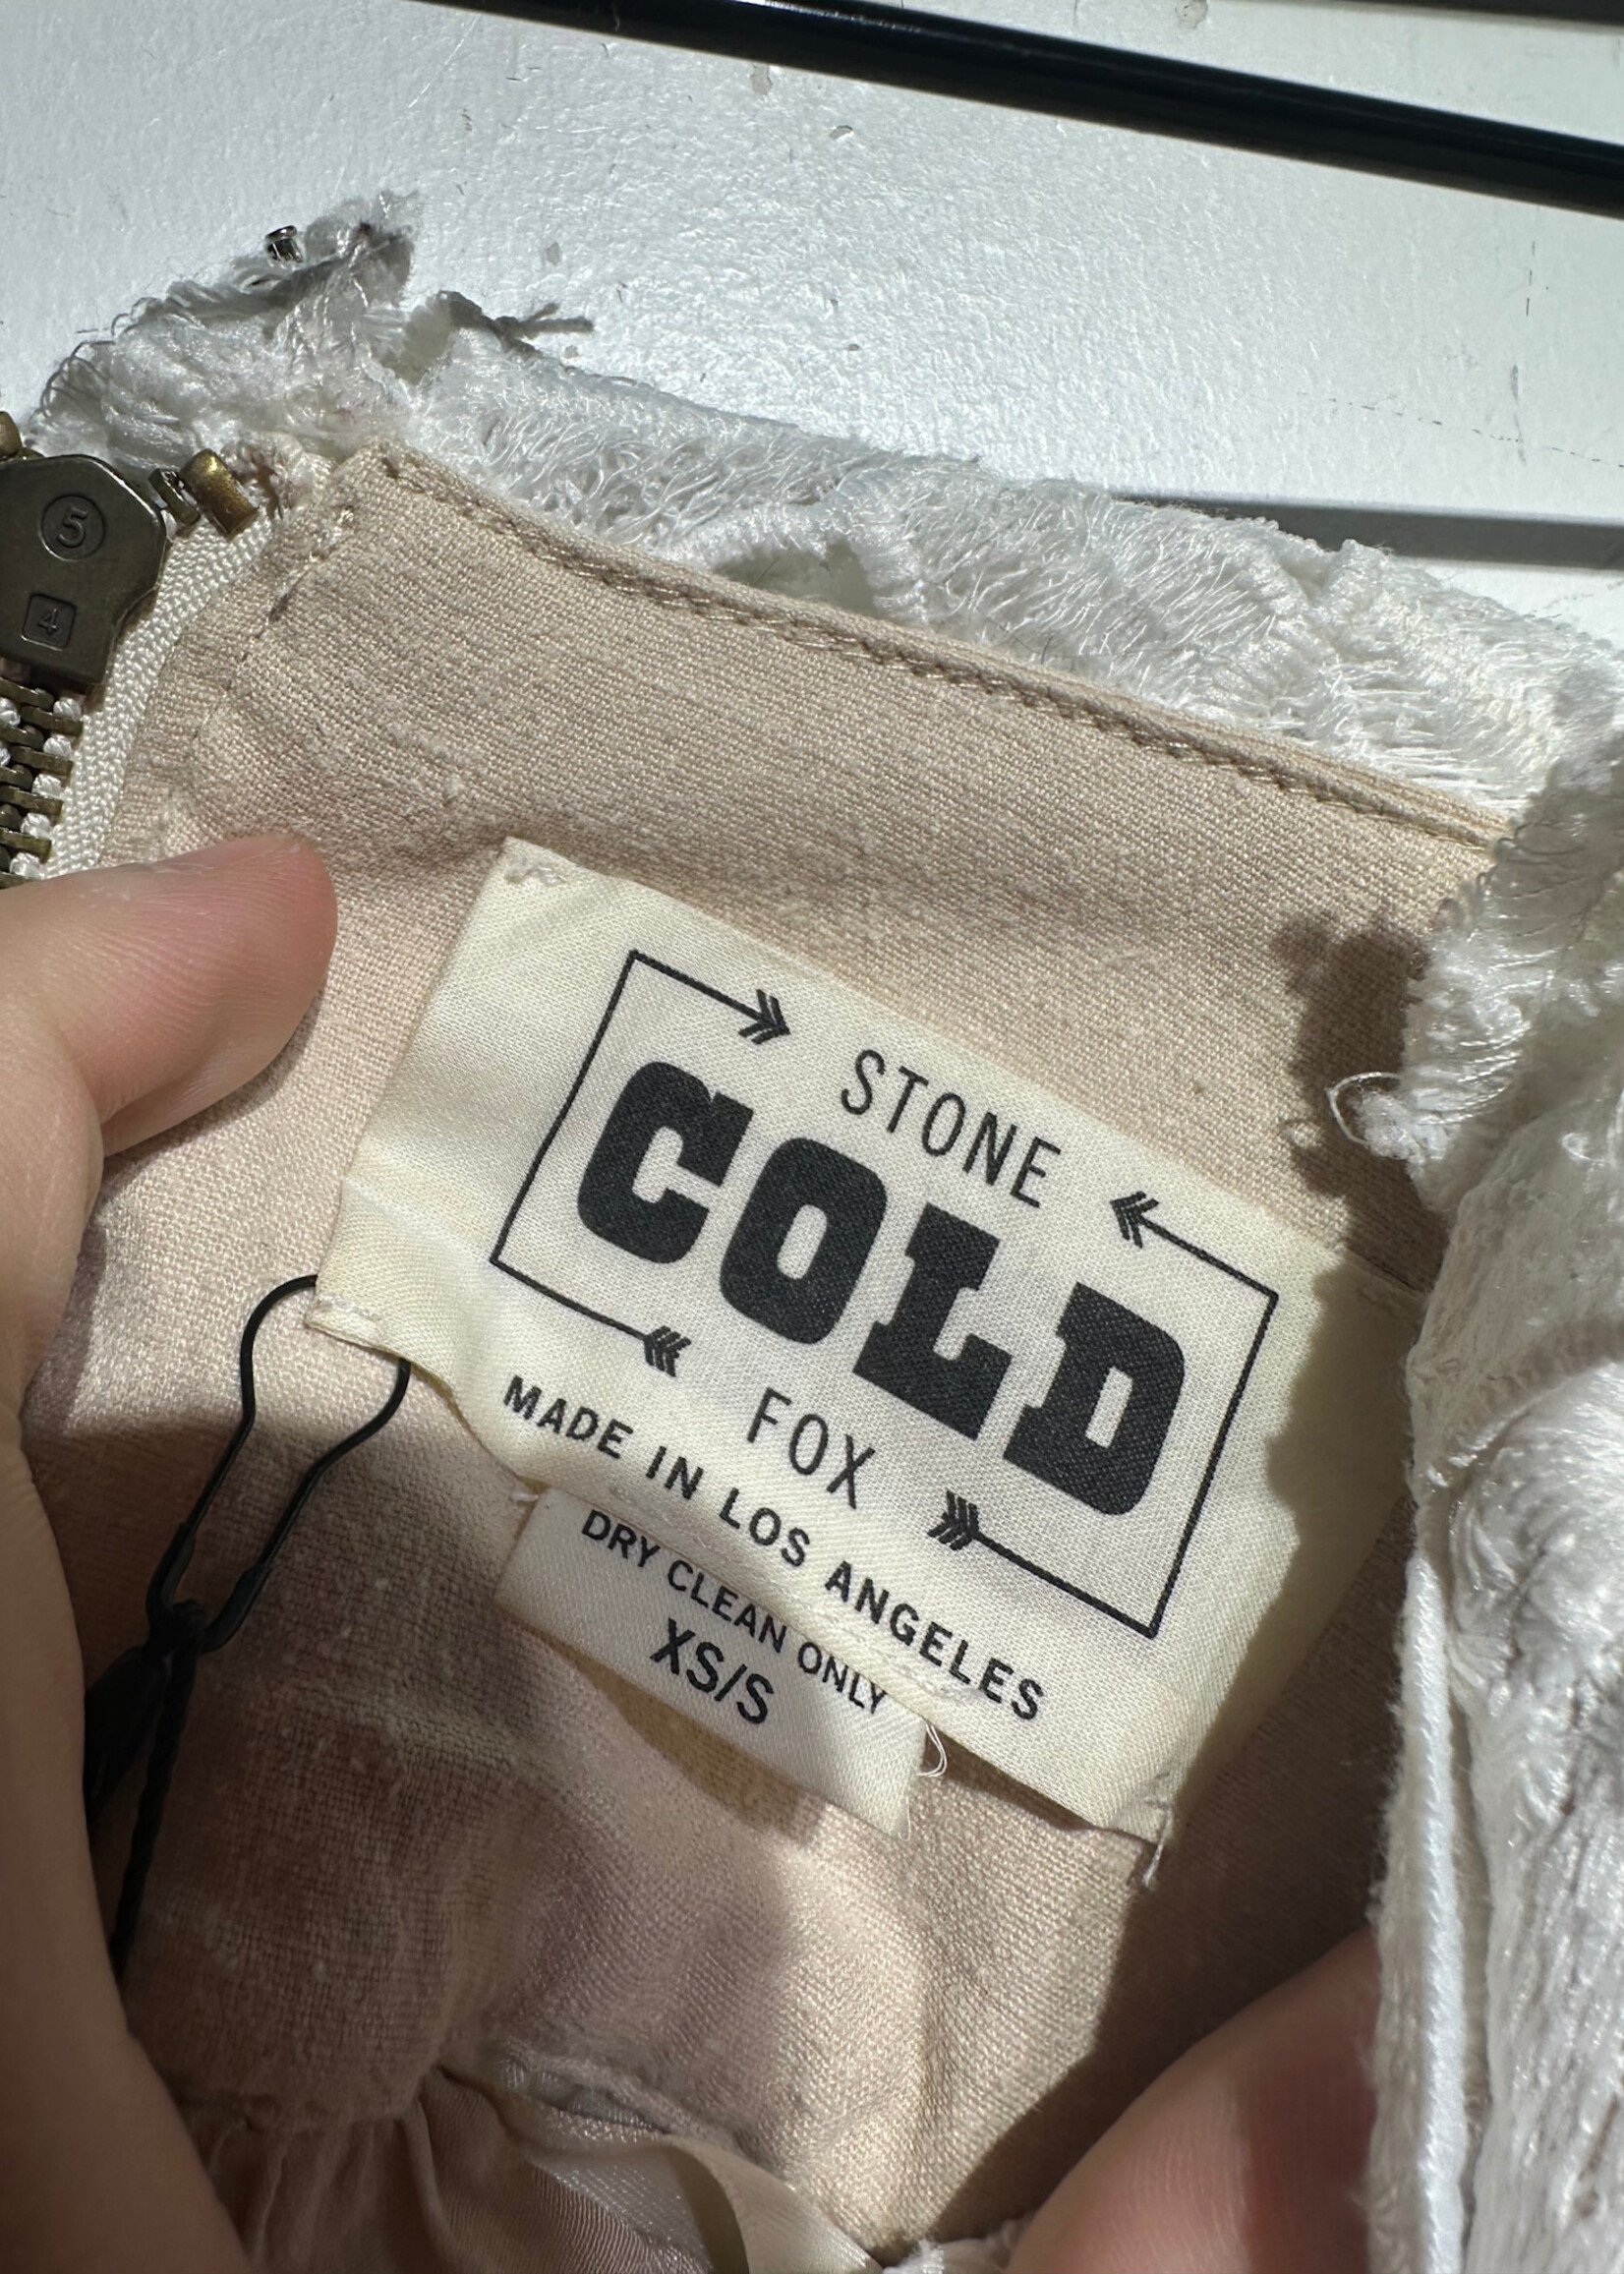 5
4
STONE
COLD
FOX
MADE IN LOS ANGELES
DRY CLEAN ONLY
XS/S